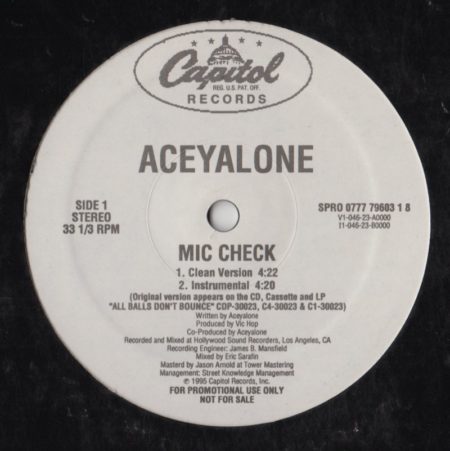 Capitol
REG. U.S. PAT. OFF.
RECORDS
ACEYALONE
SIDE 1
STEREO
33 1/3 RPM
SPRO 0777 79603 1 8
V1-046-23-A0000
I1-046-23-B0000
MIC CHECK
1. Clean Version 4:22
2. Instrumental 4:20
(Original version appears on the CD, Cassette and LP
"ALL BALLS DON'T BOUNCE" CDP-30023, C4-30023 & C1-30023)
Written by Aceyalone
Produced by Vic Hop
Co-Produced by Aceyalone
Recorded and Mixed at Hollywood Sound Recorders, Los Angeles, CA
Recording Engineer: James B. Mansfield
Mixed by Eric Sarafin
Masterd by Jason Arnold at Tower Mastering
Management: Street Knowledge Management
℗ 1995 Capitol Records, Inc.
FOR PROMOTIONAL USE ONLY
NOT FOR SALE